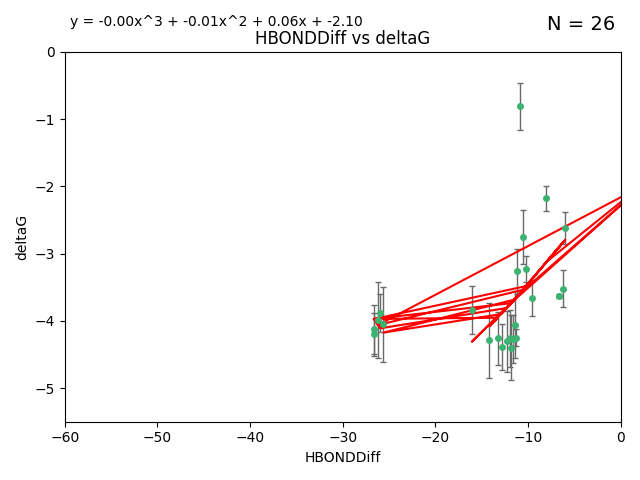 y = -0.00x^3 + -0.01x^2 + 0.06x + -2.10
N = 26
HBONDDiff vs deltaG
0
−1
−2
−3
−4
−5
deltaG
−60 −50 −40 −30 −20 −10 0
HBONDDiff